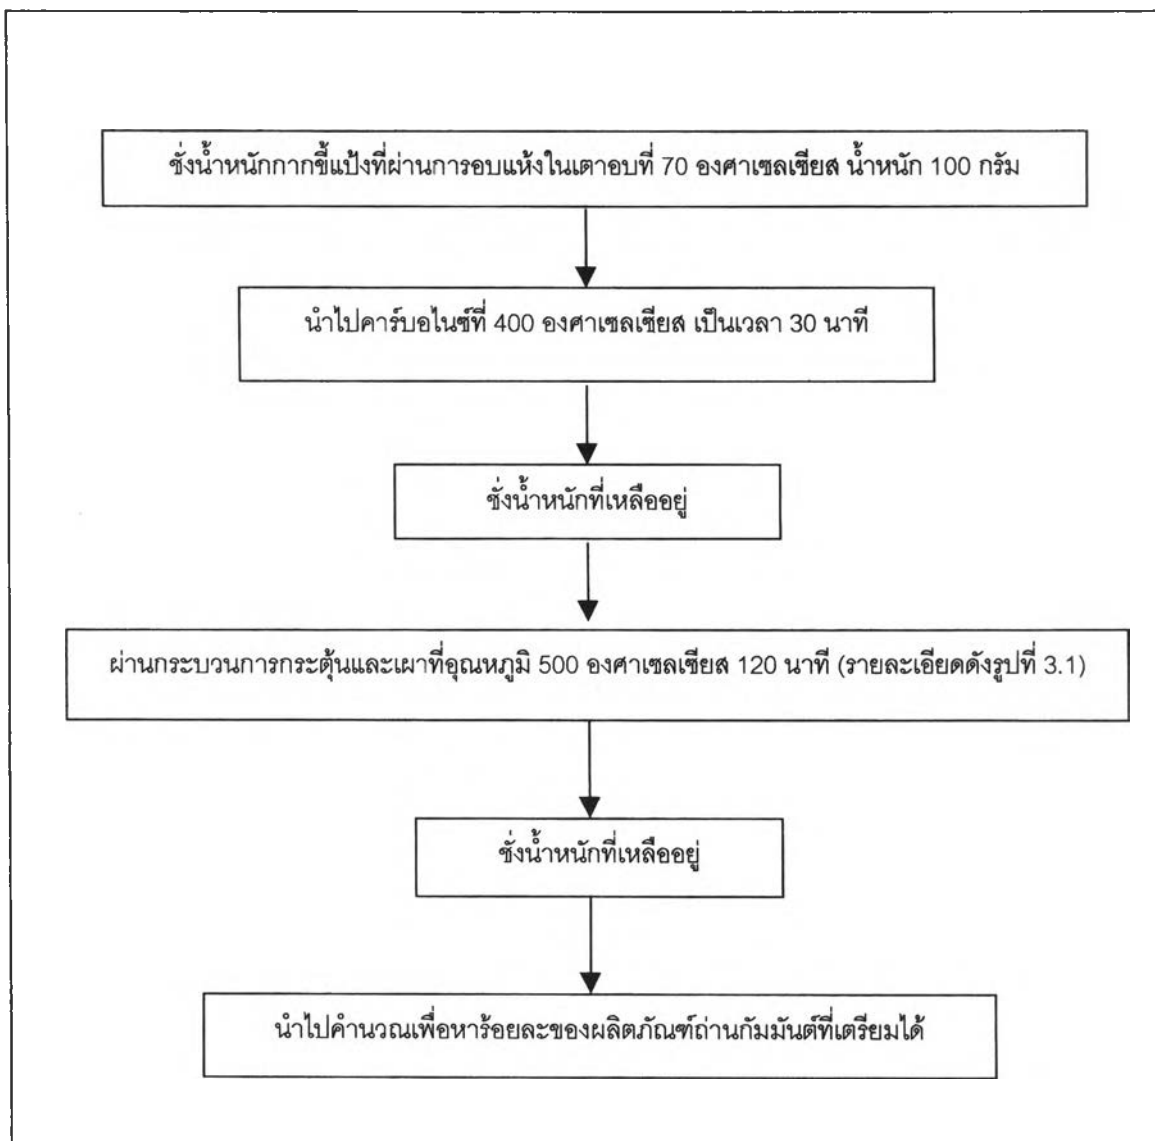 ชั่งน้ำหนักกากขี้แป้งที่ผ่านการอบแห้งในเตาอบที่ 70 องศาเซลเซียส น้ำหนัก 100 กรัม
นำไปคาร์บอไนซ์ที่ 400 องศาเซลเซียส เป็นเวลา 30 นาที
ชั่งน้ำหนักที่เหลืออยู่
ผ่านกระบวนการกระตุ้นและเผาที่อุณหภูมิ 500 องศาเซลเซียส 120 นาที (รายละเอียดดังรูปที่ 3.1)
ชั่งน้ำหนักที่เหลืออยู่
นำไปคำนวณเพื่อหาร้อยละของผลิตภัณฑ์ถ่านกัมมันต์ที่เตรียมได้